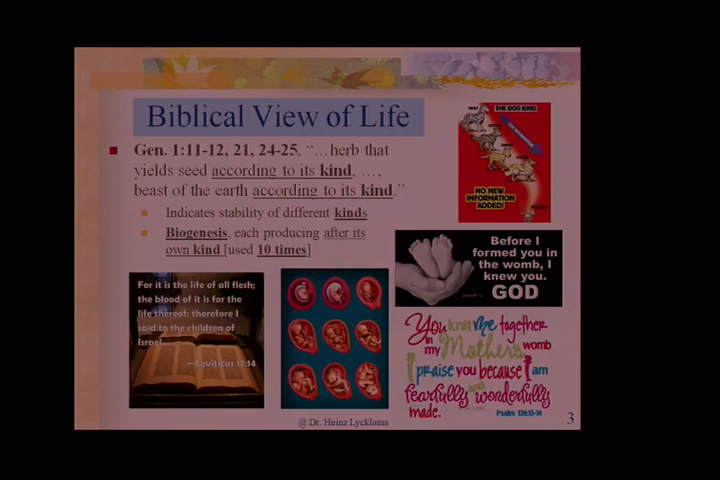 Biblical View of Life
Gen. 1:11-12, 21, 24-25, “…herb that
yields seed according to its kind, …,
beast of the earth according to its kind.”
Indicates stability of different kinds
Biogenesis, each producing after its
own kind [used 10 times]
THE DOG KIND
WOLF
NO NEW
INFORMATION
ADDED!
Before I
formed you in
the womb, I
knew you.
GOD
For it is the life of all flesh;
the blood of it is for the
life thereof: therefore I
said to the children of
Israel
—Leviticus 17:14
You knit me together
in my Mother's womb
I praise you because I am
fearfully and wonderfully
made.
Psalm 139:13-14
@ Dr. Heinz Lycklama
3